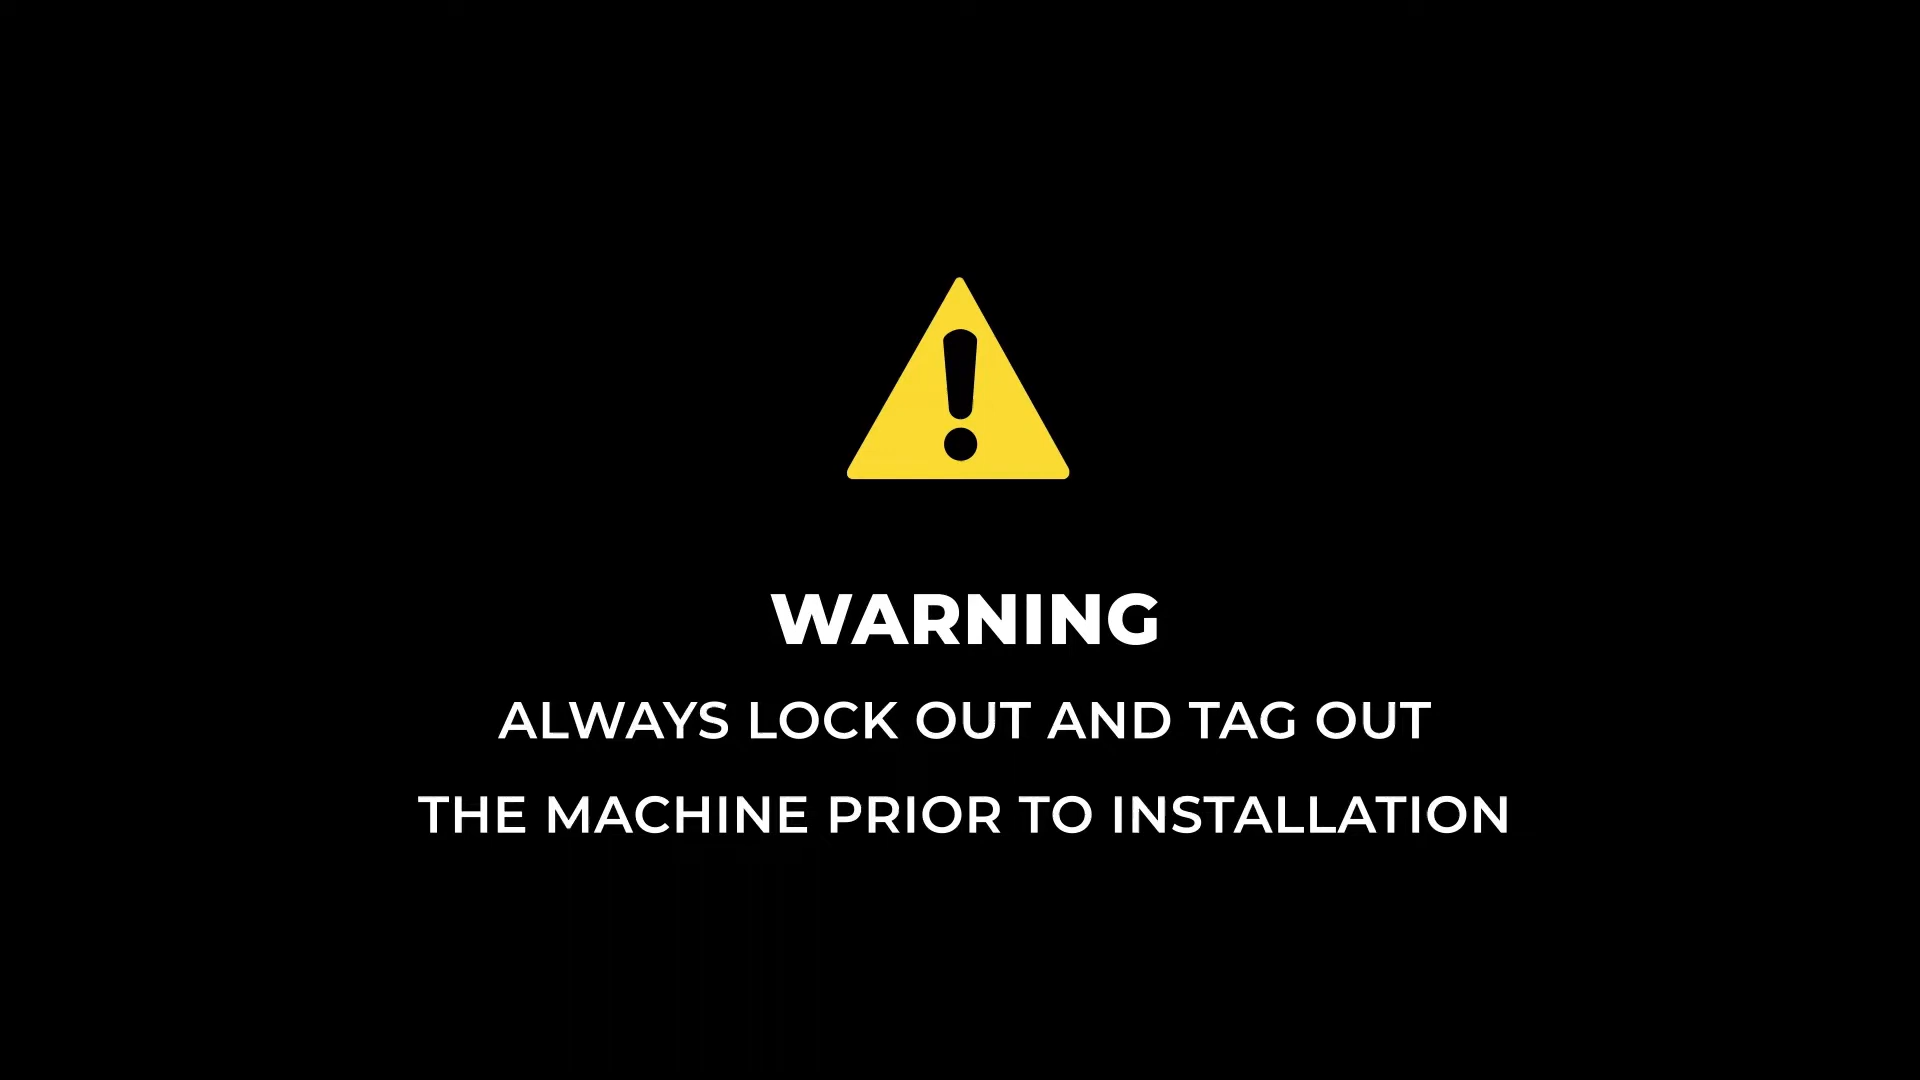 WARNING
ALWAYS LOCK OUT AND TAG OUT
THE MACHINE PRIOR TO INSTALLATION